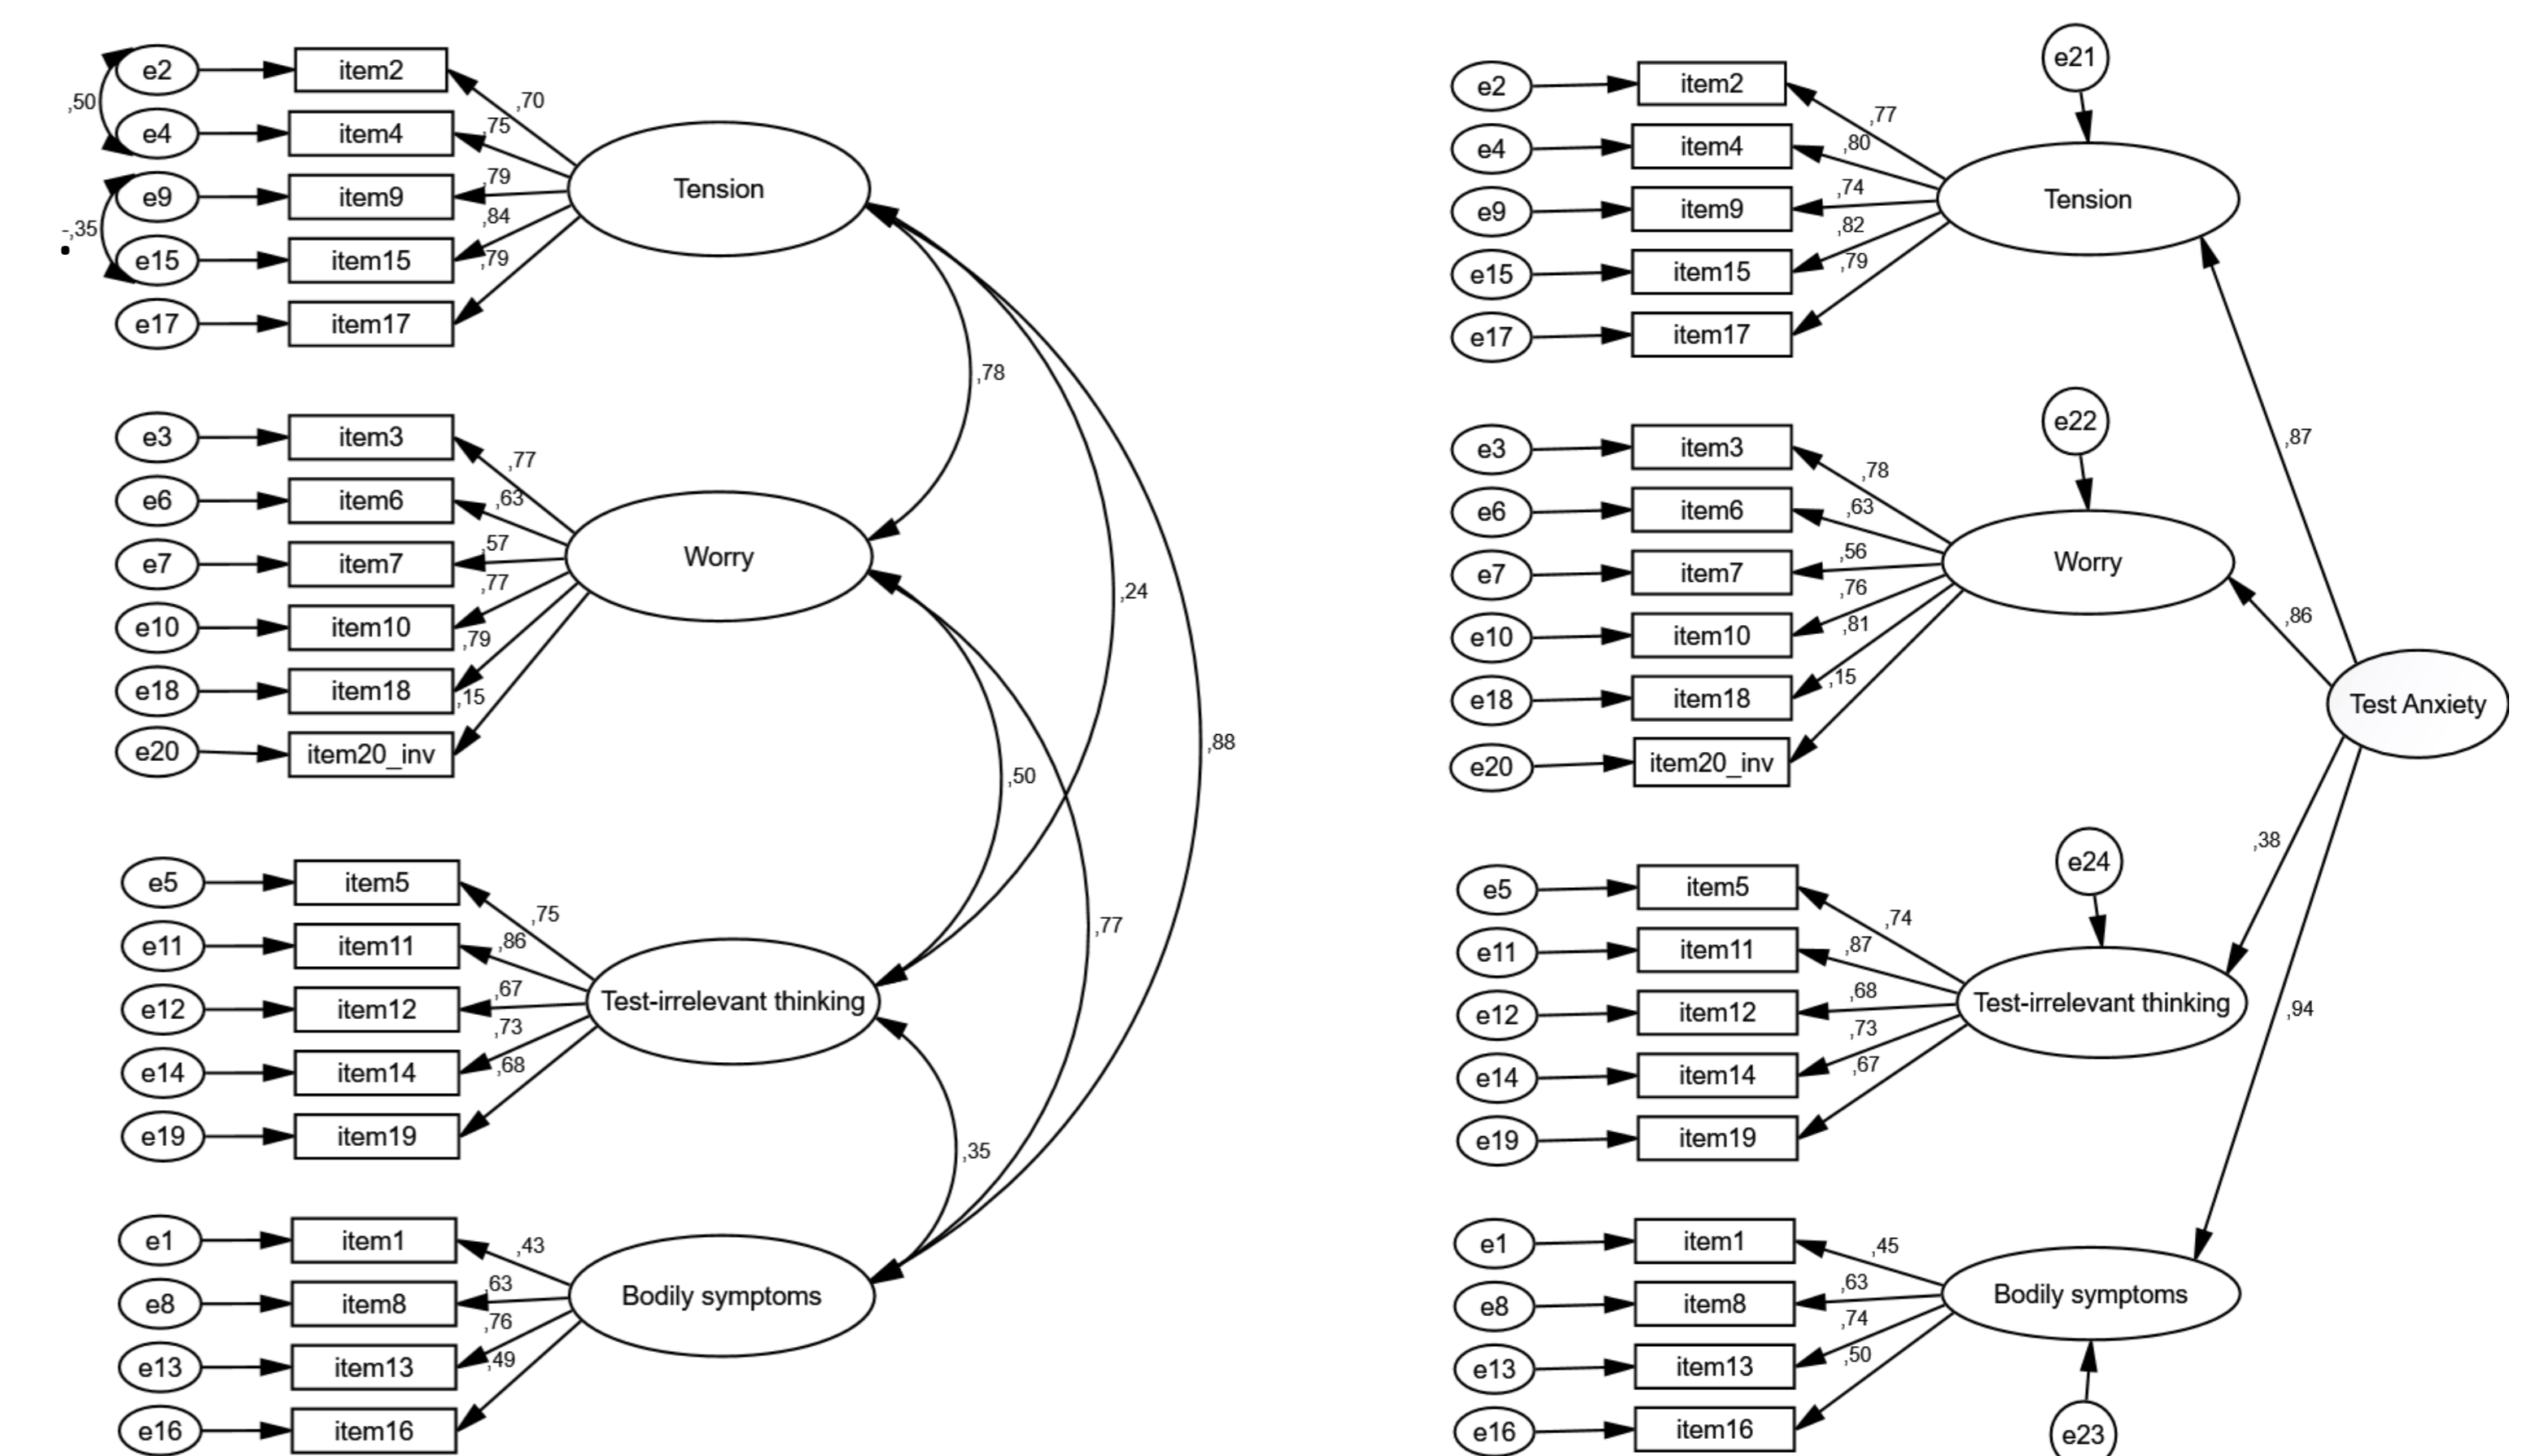 e2 item2
,70
,50
e4 item4
,75
e9 item9
,79
Tension
-,35
e15 item15
,84
e17 item17
,79
,78
e3 item3
,77
e6 item6
,63
e7 item7
,57
Worry
e10 item10
,77
e18 item18
,79
e20 item20_inv
,15
,24
,88
,50
,77
e5 item5
,75
e11 item11
,86
e12 item12
,67
Test-irrelevant thinking
e14 item14
,73
e19 item19
,68
,35
e1 item1
,43
e8 item8
,63
Bodily symptoms
e13 item13
,76
e16 item16
,49
e21
e2 item2
,77
e4 item4
,80
e9 item9
,74
Tension
e15 item15
,82
e17 item17
,79
,87
e22
e3 item3
,78
e6 item6
,63
e7 item7
,56
Worry
e10 item10
,76
e18 item18
,81
e20 item20_inv
,15
,86
Test Anxiety
,38
,94
e24
e5 item5
,74
e11 item11
,87
e12 item12
,68
Test-irrelevant thinking
e14 item14
,73
e19 item19
,67
e1 item1
,45
e8 item8
,63
Bodily symptoms
e13 item13
,74
e16 item16
,50
e23